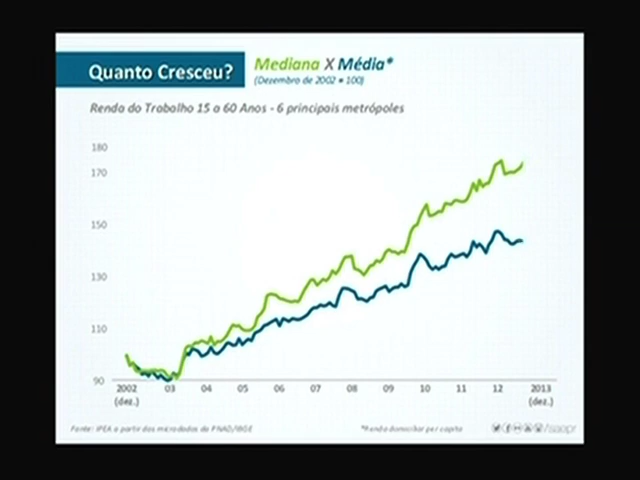 Quanto Cresceu?
Mediana X Média*
(Dezembro de 2002 = 100)
Renda do Trabalho 15 a 60 Anos - 6 principais metrópoles
180
170
150
130
110
90
2002 03 04 05 06 07 08 09 10 11 12 2013
(dez.) (dez.)
Fonte: IPEA a partir dos microdados da PNAD/IBGE
*Renda domiciliar per capita